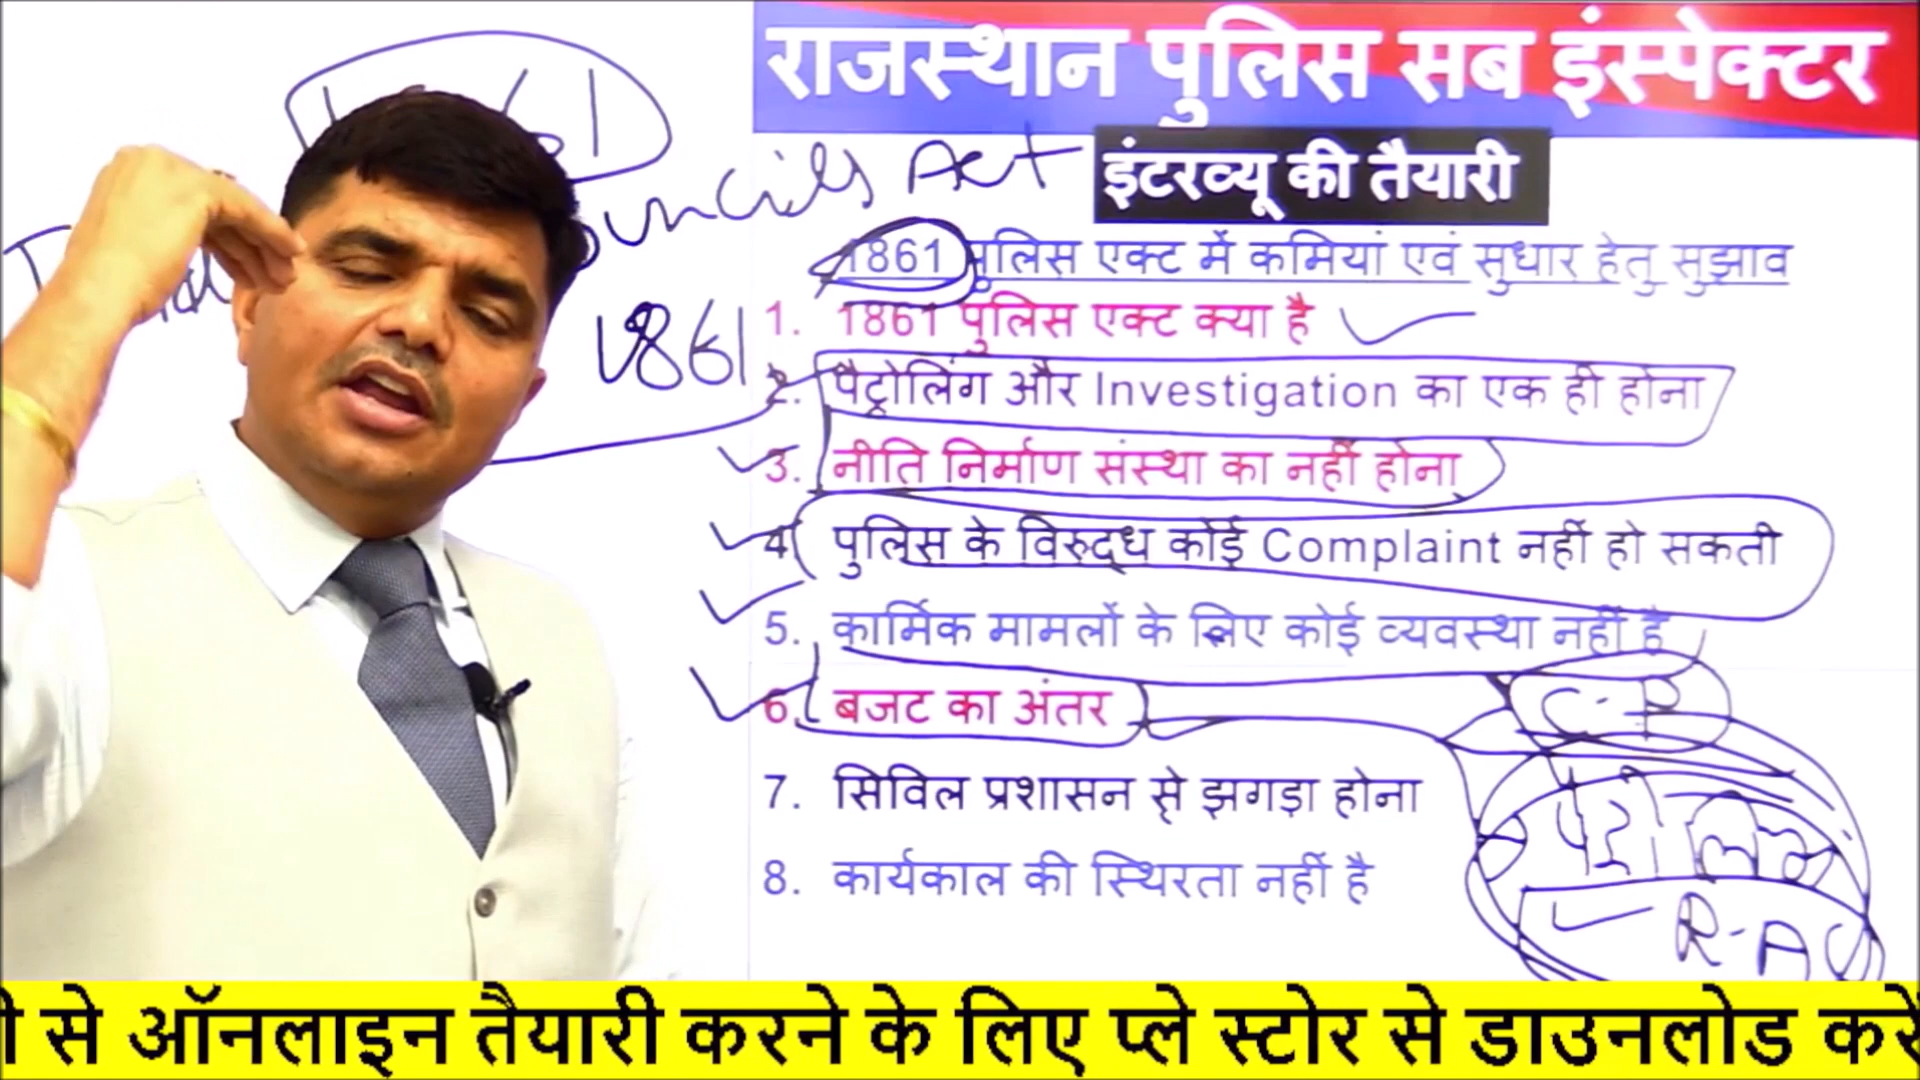 राजस्थान पुलिस सब इंस्पेक्टर
इंटरव्यू की तैयारी
Councils Act
1861 पुलिस एक्ट में कमियां एवं सुधार हेतु सुझाव
1861
1. 1861 पुलिस एक्ट क्या है
2. पैट्रोलिंग और Investigation का एक ही होना
3. नीति निर्माण संस्था का नहीं होना
4 पुलिस के विरुद्ध कोई Complaint नहीं हो सकती
5. कार्मिक मामलों के लिए कोई व्यवस्था नहीं है
6. बजट का अंतर
C-P
7. सिविल प्रशासन से झगड़ा होना
8. कार्यकाल की स्थिरता नहीं है
R-AC
से ऑनलाइन तैयारी करने के लिए प्ले स्टोर से डाउनलोड करें